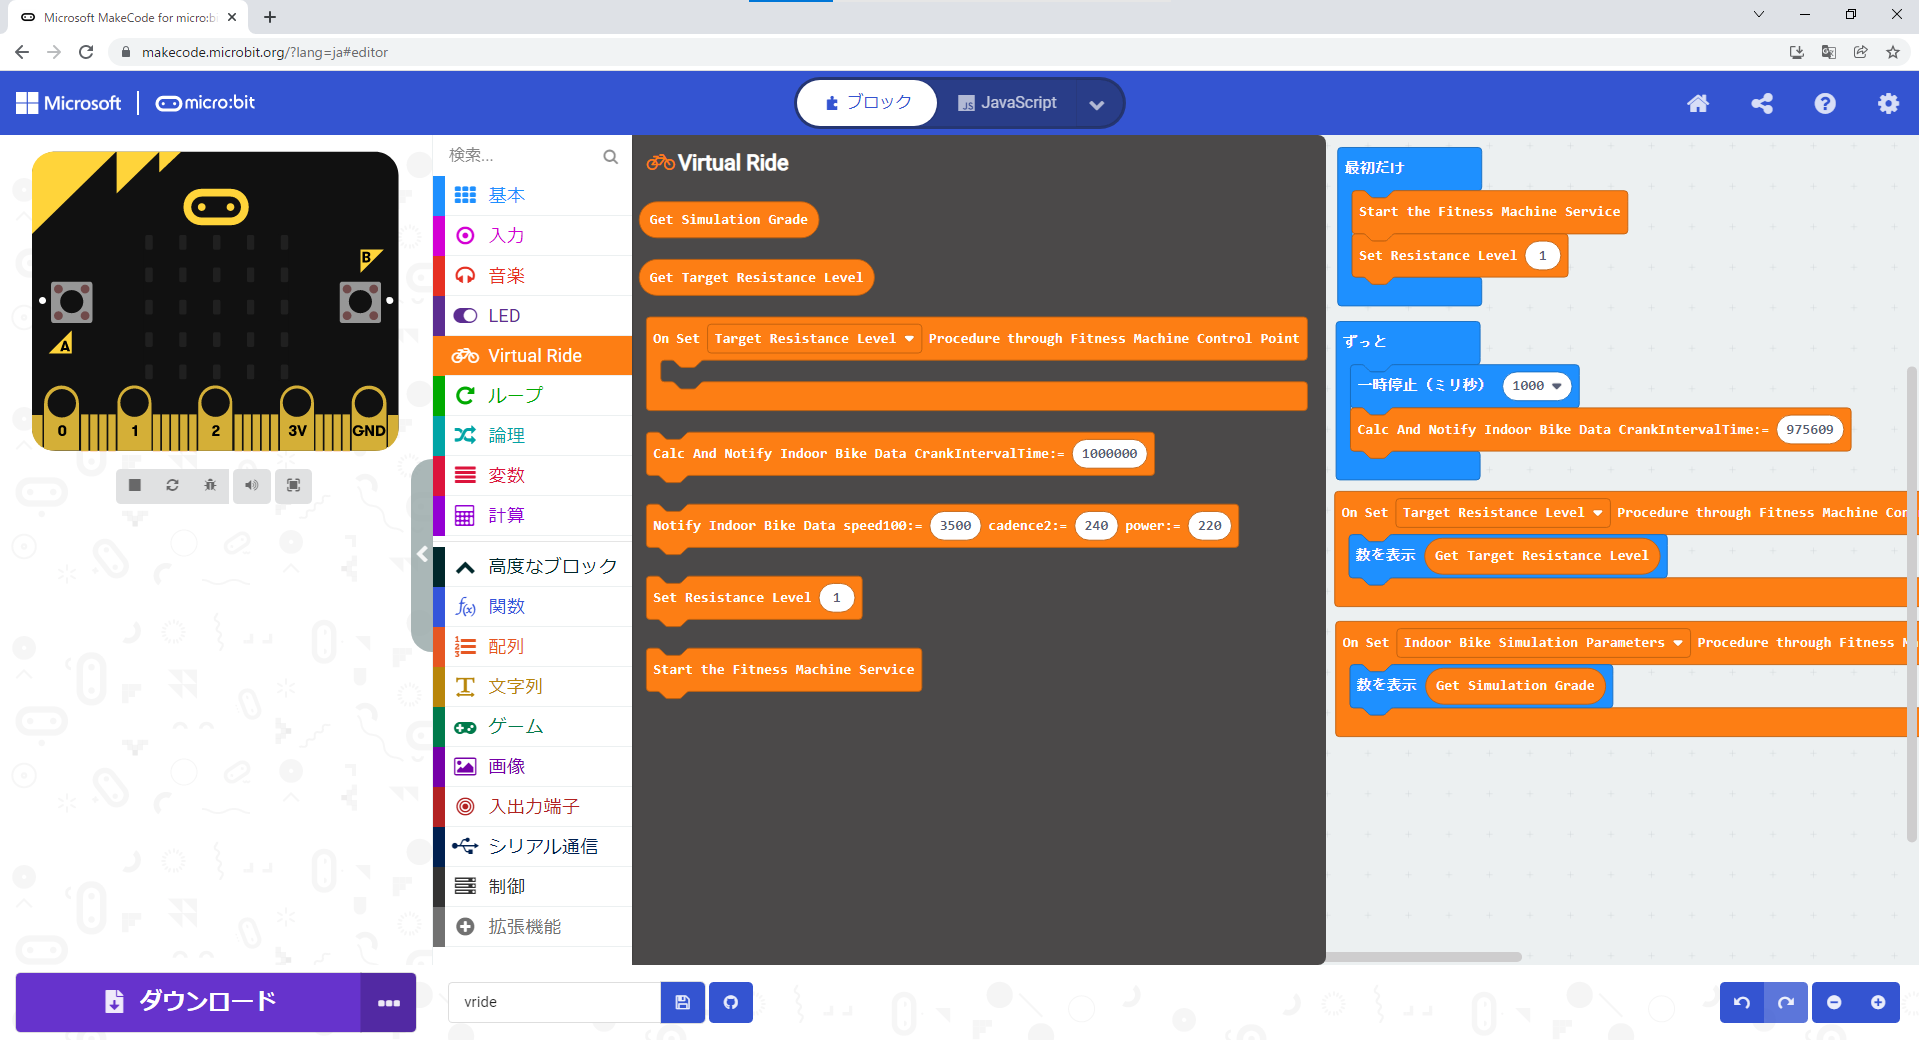 Microsoft MakeCode for micro:bi
makecode.microbit.org/?lang=ja#editor
Microsoft
micro:bit
ブロック
JS
JavaScript
B
A
0
1
2
3V
GND
検索...
基本
入力
音楽
LED
Virtual Ride
ループ
論理
変数
計算
高度なブロック
f(x)
関数
配列
文字列
ゲーム
画像
入出力端子
シリアル通信
制御
拡張機能
Virtual Ride
Get Simulation Grade
Get Target Resistance Level
On Set Target Resistance Level Procedure through Fitness Machine Control Point
Calc And Notify Indoor Bike Data CrankIntervalTime:= 1000000
Notify Indoor Bike Data speed100:= 3500 cadence2:= 240 power:= 220
Set Resistance Level 1
Start the Fitness Machine Service
最初だけ
Start the Fitness Machine Service
Set Resistance Level 1
ずっと
一時停止（ミリ秒） 1000
Calc And Notify Indoor Bike Data CrankIntervalTime:= 975609
On Set Target Resistance Level Procedure through Fitness Machine Con
数を表示 Get Target Resistance Level
On Set Indoor Bike Simulation Parameters Procedure through Fitness
数を表示 Get Simulation Grade
ダウンロード
vride